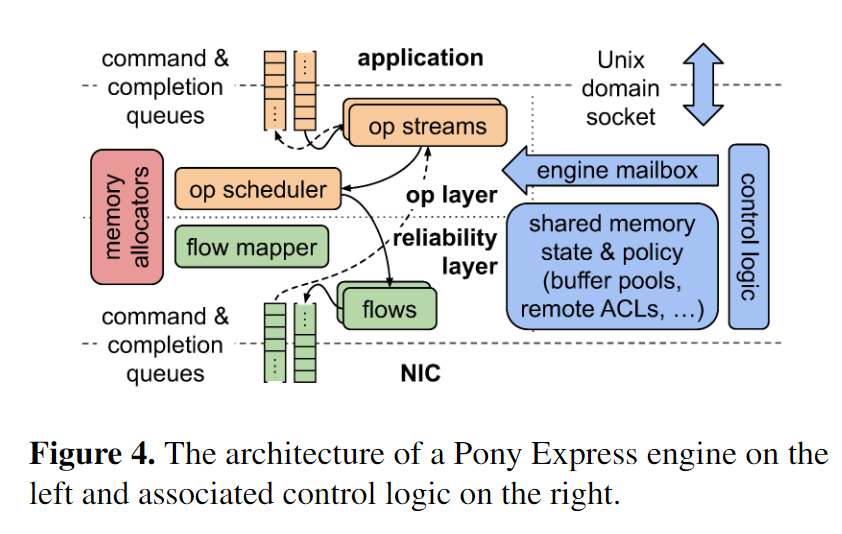 command &
completion
queues
application
Unix
domain
socket
op streams
memory
allocators
op scheduler
op layer
engine mailbox
control logic
flow mapper
reliability
layer
shared memory
state & policy
(buffer pools,
remote ACLs, …)
command &
completion
queues
flows
NIC
Figure 4. The architecture of a Pony Express engine on the
left and associated control logic on the right.